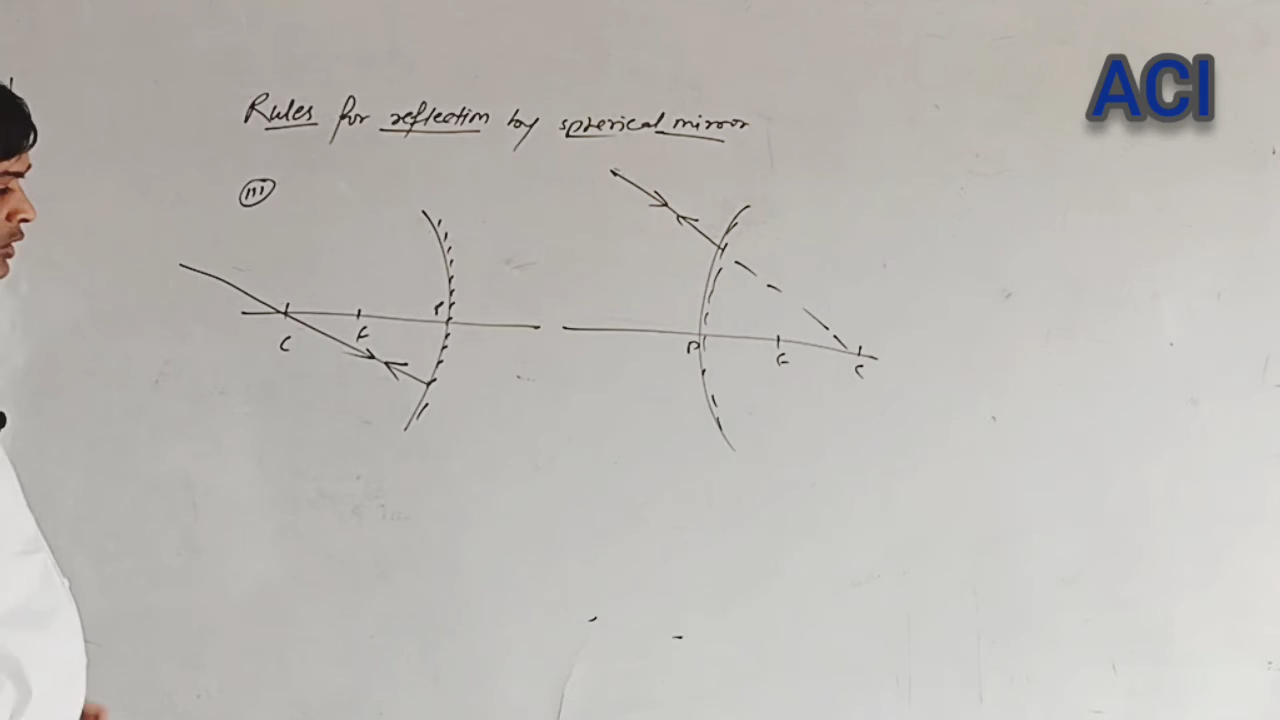 ACI
Rules for reflection by spherical mirror
(iii)
P
C F
P F C